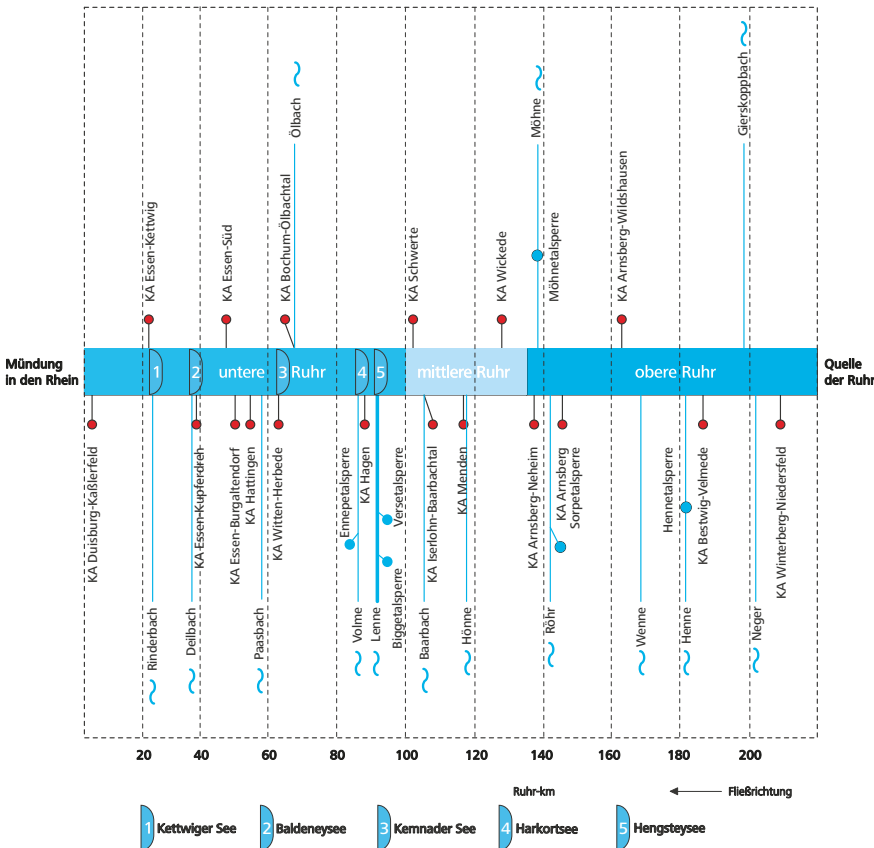 Gierskoppbach
Ölbach
Möhne
KA Essen-Kettwig
KA Essen-Süd
KA Bochum-Ölbachtal
KA Schwerte
KA Wickede
Möhnetalsperre
KA Arnsberg-Wildshausen
Mündung
in den Rhein
1
2
untere
3
Ruhr
4
5
mittlere Ruhr
obere Ruhr
Quelle
der Ruhr
KA Duisburg-Kaßlerfeld
Rinderbach
Deilbach
KA-Essen-Kupferdreh
KA Essen-Burgaltendorf
KA Hattingen
Paasbach
KA Witten-Herbede
Ennepetalsperre
Volme
KA Hagen
Lenne
Versetalsperre
Biggetalsperre
Baarbach
KA Iserlohn-Baarbachtal
KA Menden
Hönne
KA Arnsberg-Neheim
Röhr
KA Arnsberg
Sorpetalsperre
Wenne
Hennetalsperre
Henne
KA Bestwig-Velmede
Neger
KA Winterberg-Niedersfeld
20 40 60 80 100 120 140 160 180 200
Ruhr-km
Fließrichtung
1 Kettwiger See
2 Baldeneysee
3 Kemnader See
4 Harkortsee
5 Hengsteysee